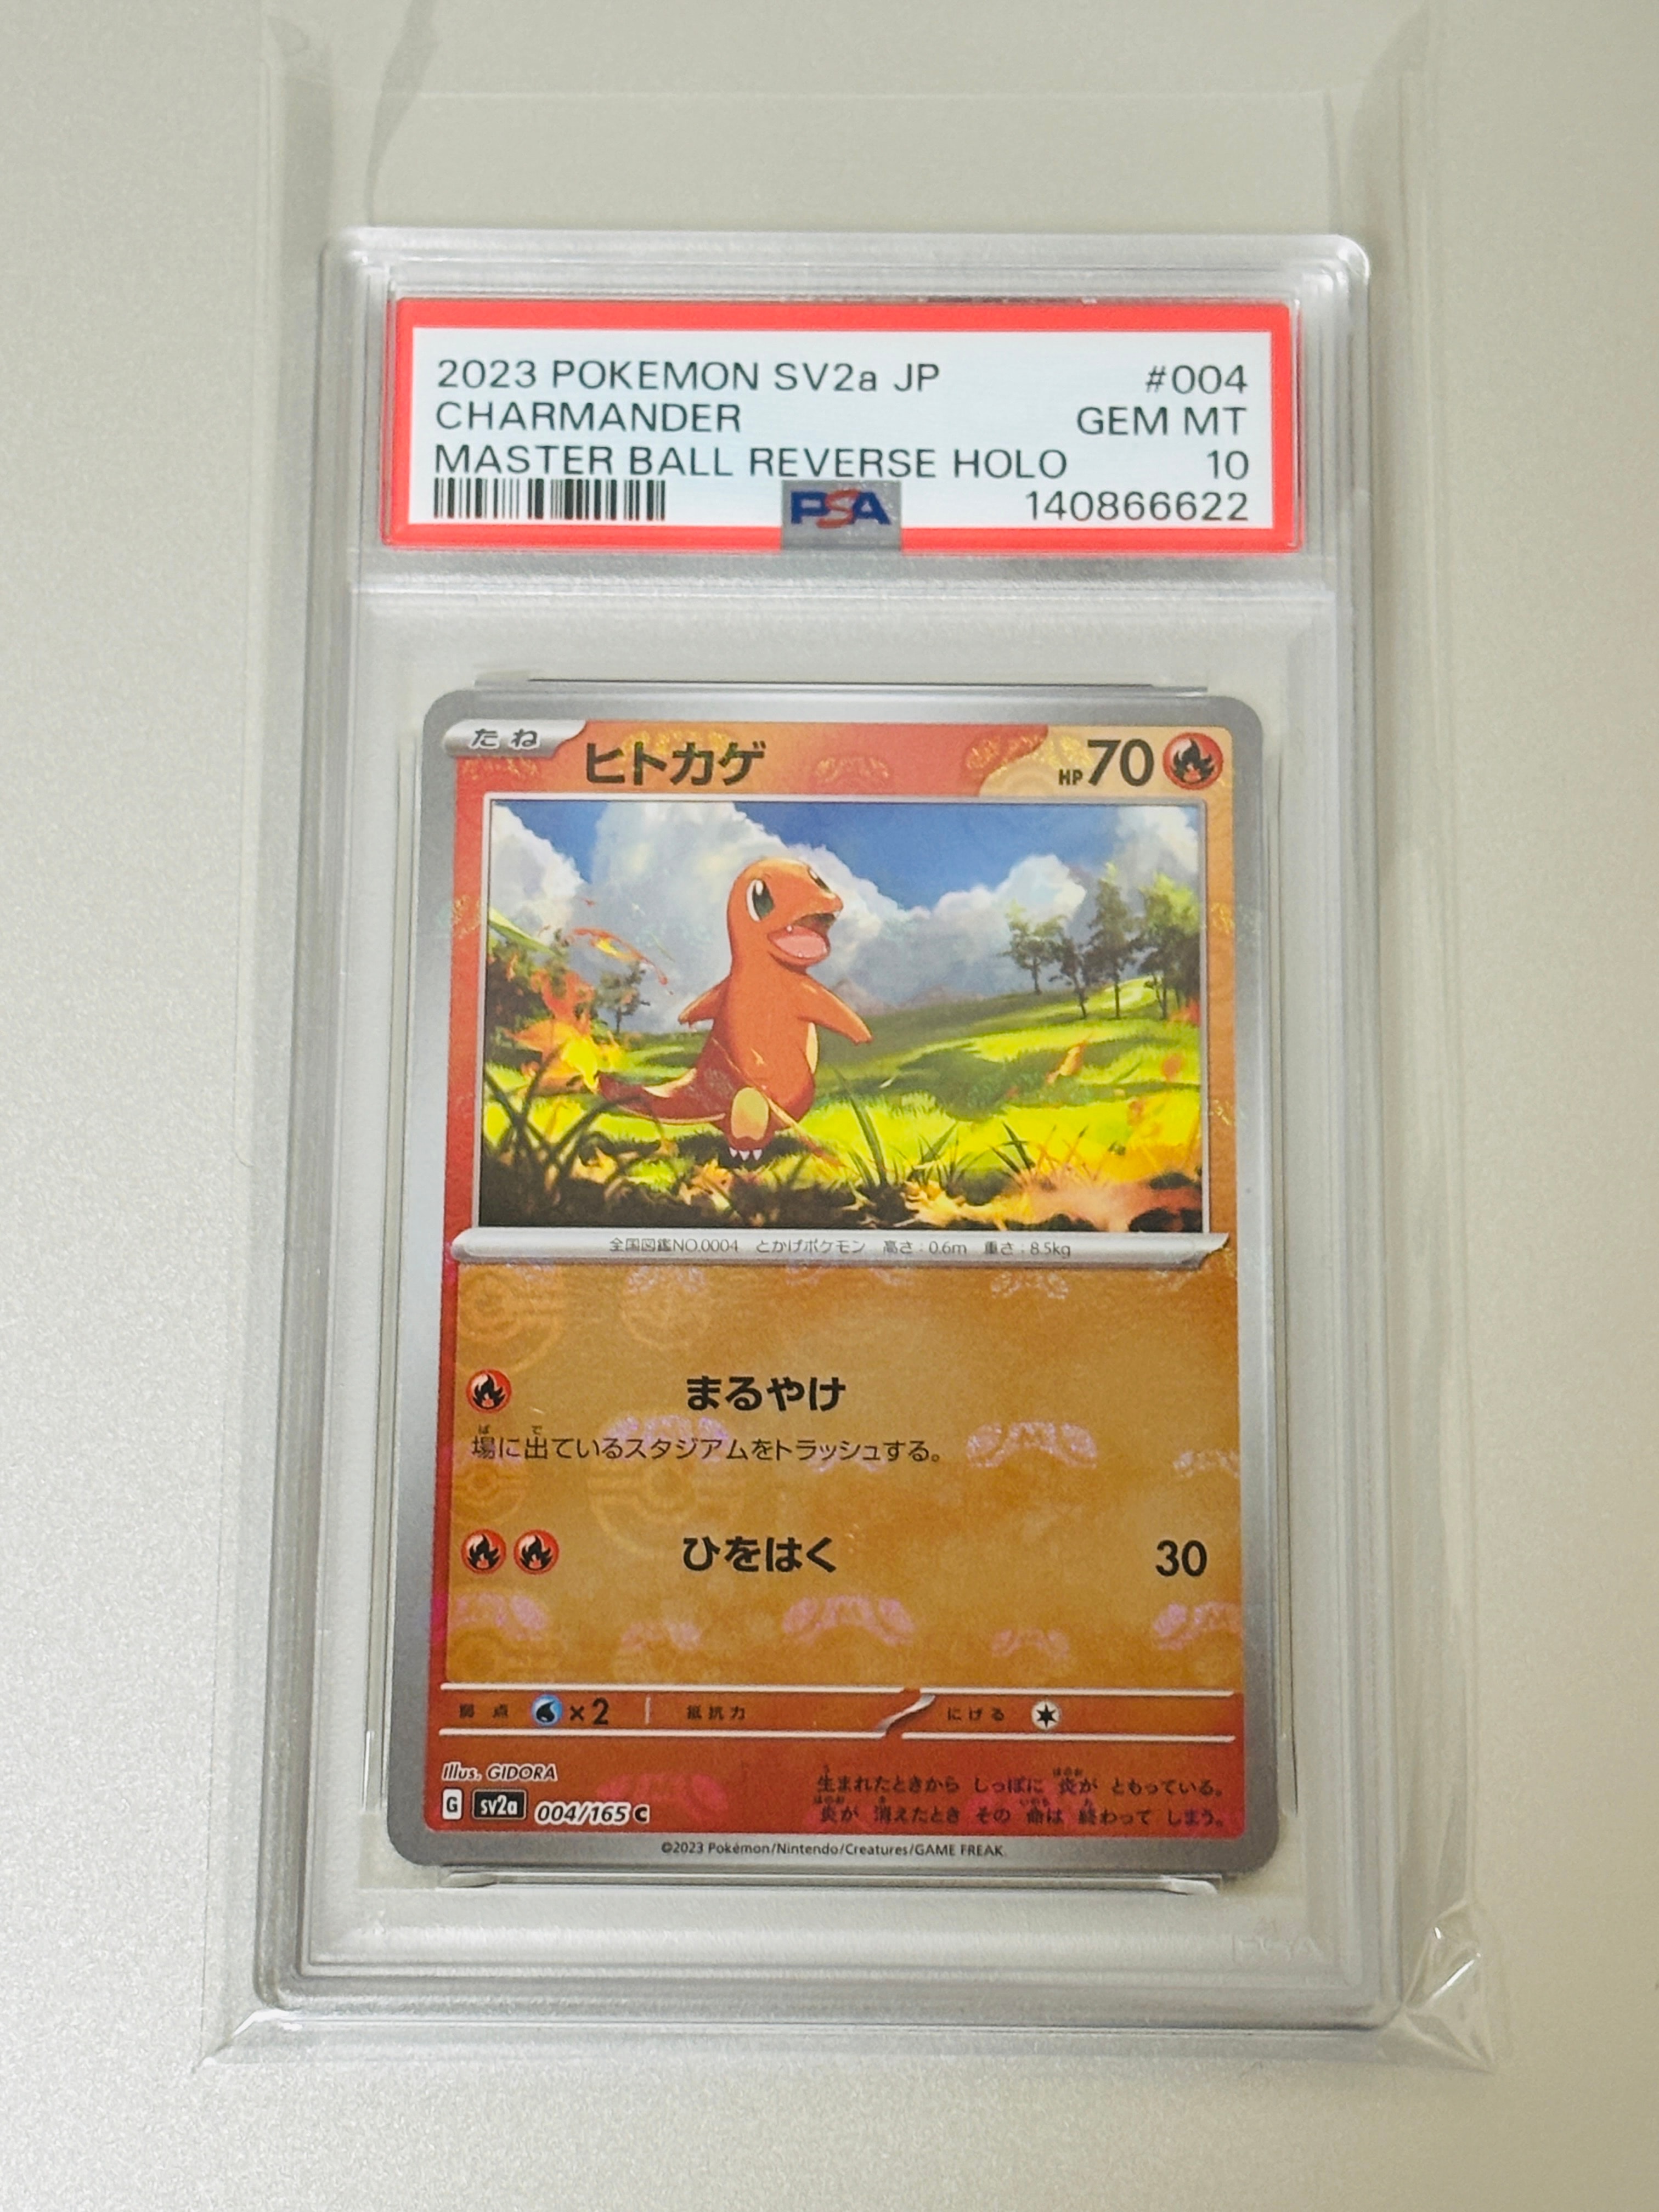 2023 POKEMON SV2a JP #004
CHARMANDER GEM MT
MASTER BALL REVERSE HOLO 10
PSA 140866622
たね ヒトカゲ HP70
全国図鑑NO.0004 とかげポケモン 高さ：0.6m 重さ：8.5kg
まるやけ
場に出ているスタジアムをトラッシュする。
ひをはく 30
弱点 ×2 抵抗力 にげる
Illus. GIDORA
生まれたときから しっぽに 炎が ともっている。
炎が 消えたとき その 命は 終わって しまう。
G sv2a 004/165 C
©2023 Pokémon/Nintendo/Creatures/GAME FREAK.
PSA